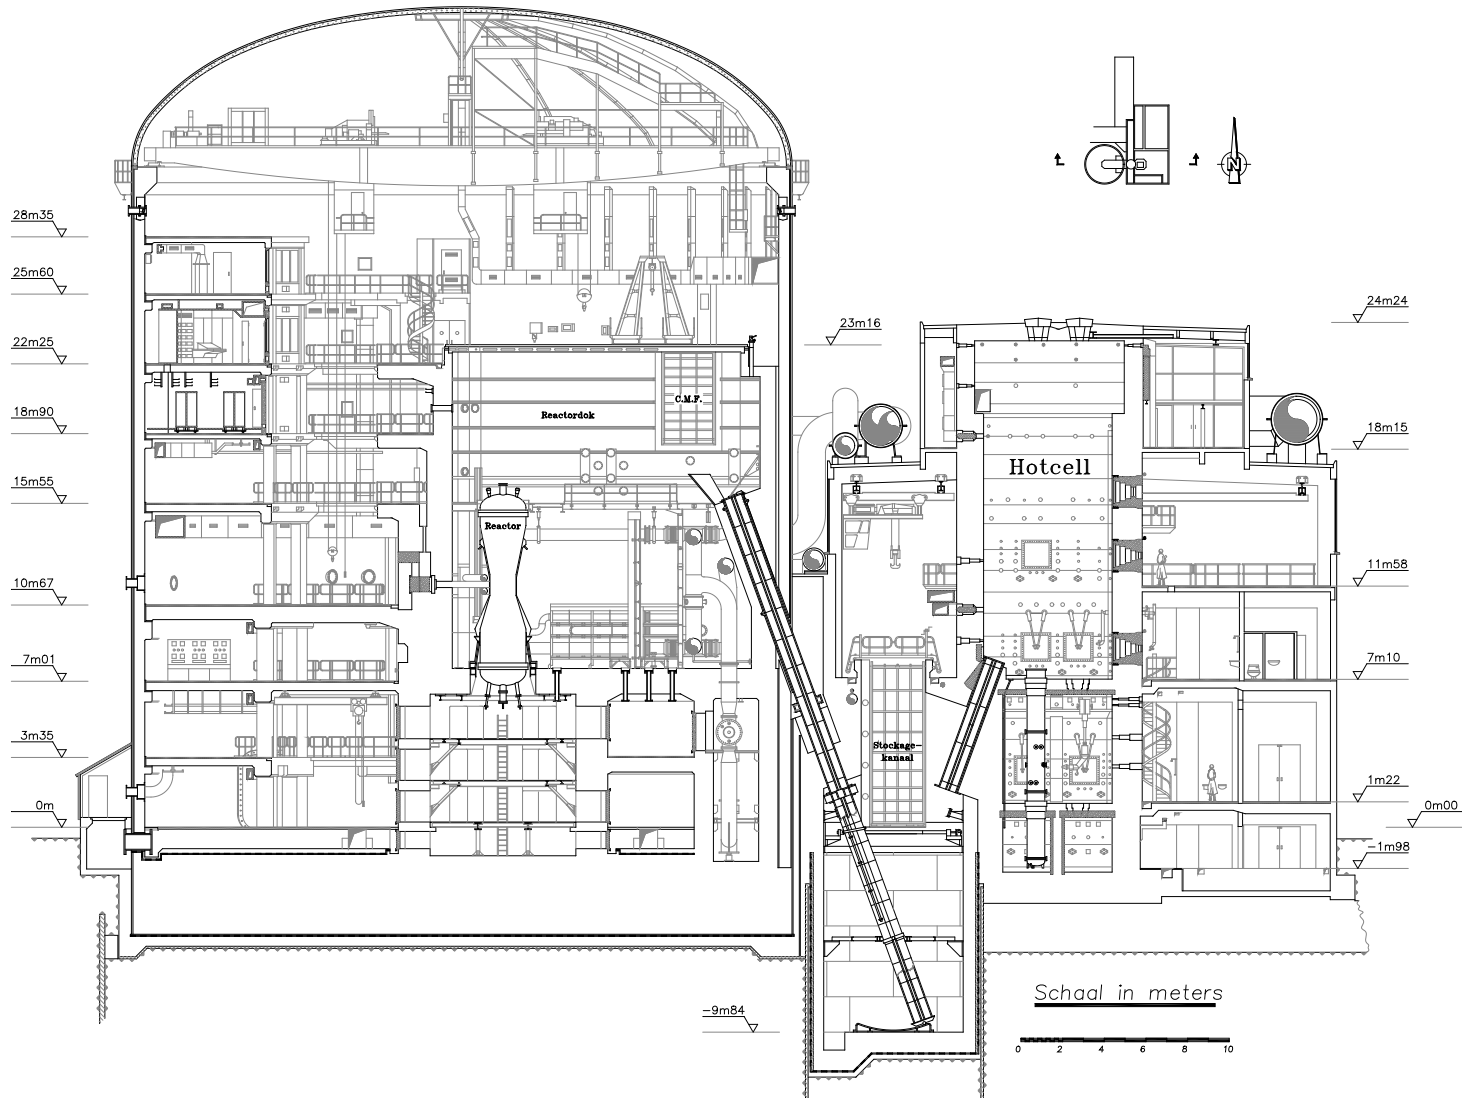 N
28m35
25m60
22m25
18m90
15m55
10m67
7m01
3m35
0m
23m16
24m24
18m15
11m58
7m10
1m22
0m00
-1m98
-9m84
C.M.F.
Reactordok
Reactor
Hotcell
Stockage-
kanaal
Schaal in meters
0 2 4 6 8 10